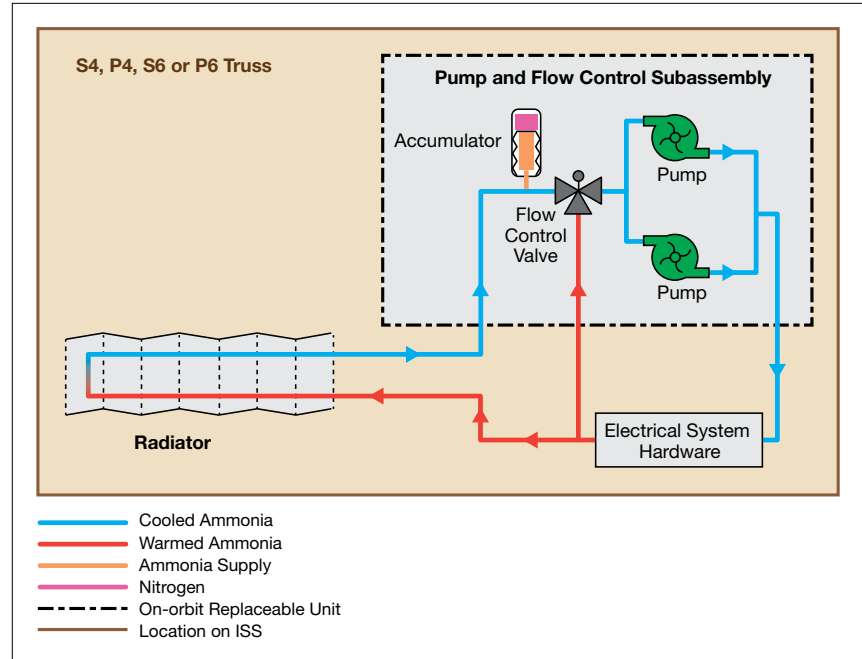 S4, P4, S6 or P6 Truss
Pump and Flow Control Subassembly
Accumulator
Pump
Flow
Control
Valve
Pump
Radiator
Electrical System
Hardware
Cooled Ammonia
Warmed Ammonia
Ammonia Supply
Nitrogen
On-orbit Replaceable Unit
Location on ISS